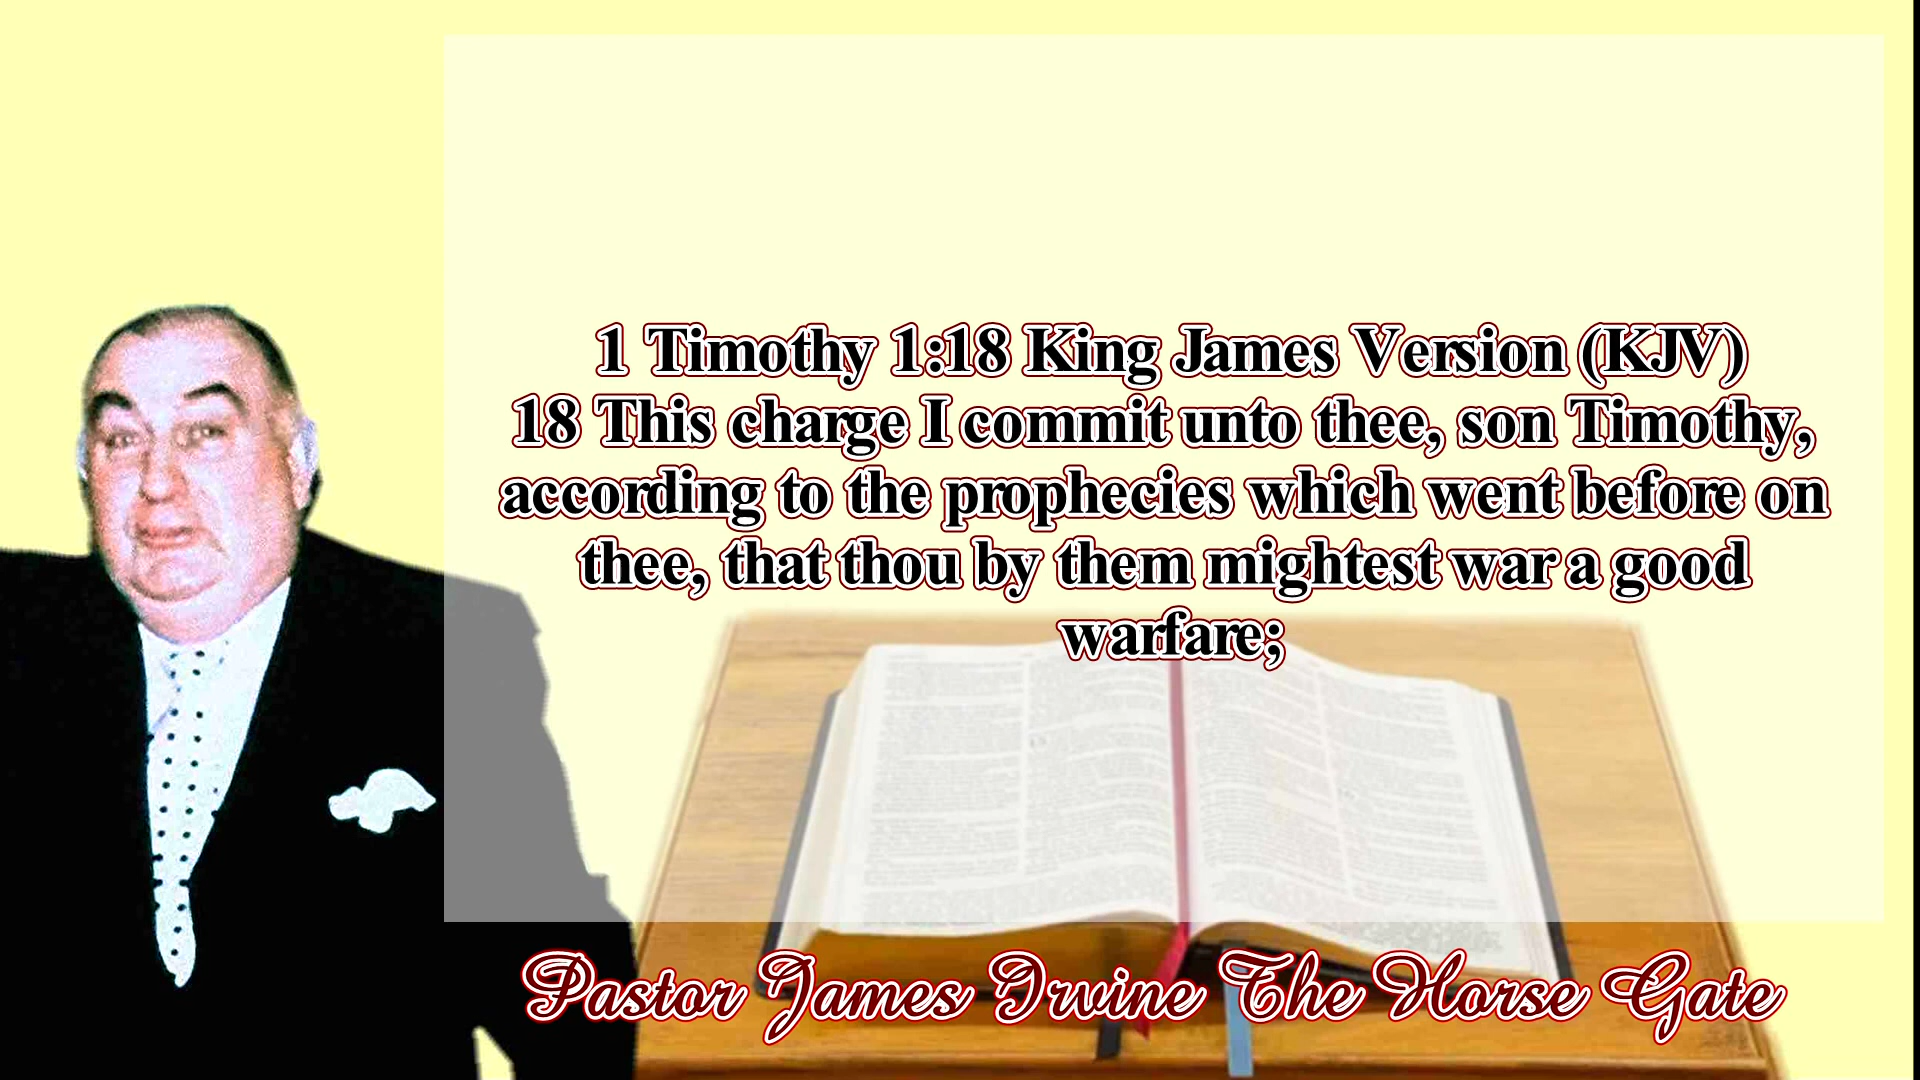 1 Timothy 1:18 King James Version (KJV)
18 This charge I commit unto thee, son Timothy,
according to the prophecies which went before on
thee, that thou by them mightest war a good
warfare;
Pastor James Irvine The Horse Gate